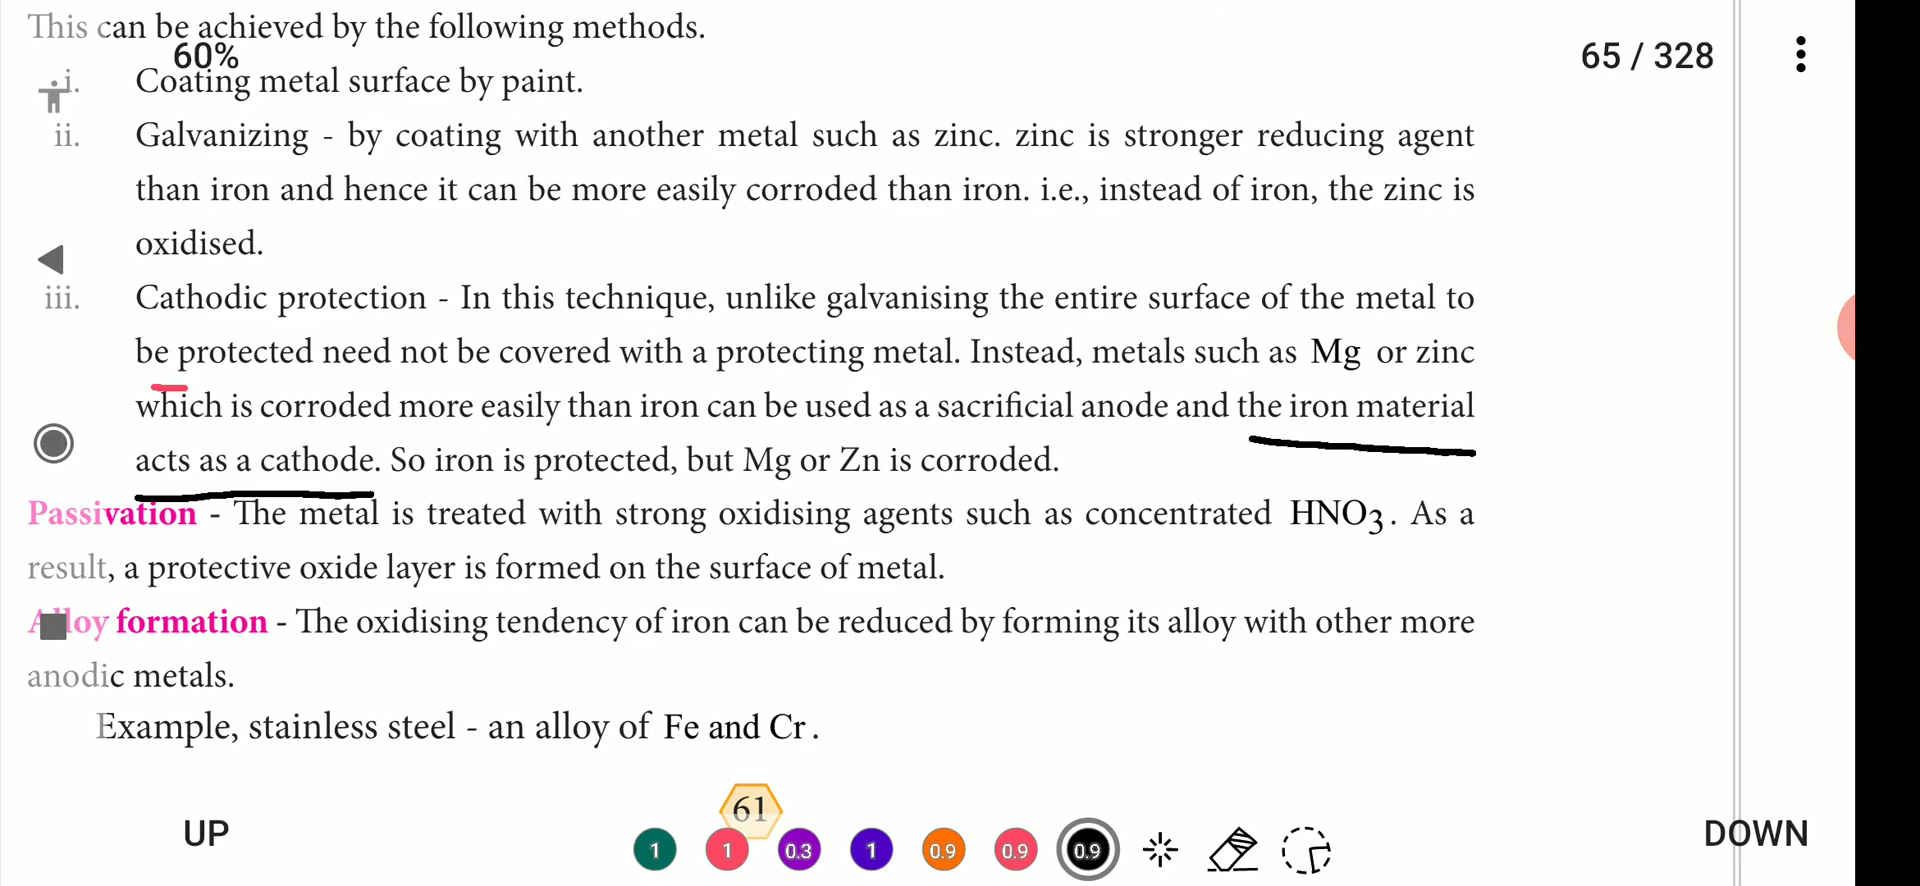 This can be achieved by the following methods.
60%
65 / 328
i. Coating metal surface by paint.
ii. Galvanizing - by coating with another metal such as zinc. zinc is stronger reducing agent
than iron and hence it can be more easily corroded than iron. i.e., instead of iron, the zinc is
oxidised.
iii. Cathodic protection - In this technique, unlike galvanising the entire surface of the metal to
be protected need not be covered with a protecting metal. Instead, metals such as Mg or zinc
which is corroded more easily than iron can be used as a sacrificial anode and the iron material
acts as a cathode. So iron is protected, but Mg or Zn is corroded.
Passivation - The metal is treated with strong oxidising agents such as concentrated HNO3. As a
result, a protective oxide layer is formed on the surface of metal.
Alloy formation - The oxidising tendency of iron can be reduced by forming its alloy with other more
anodic metals.
Example, stainless steel - an alloy of Fe and Cr.
61
UP
1 1 0.3 1 0.9 0.9 0.9
DOWN